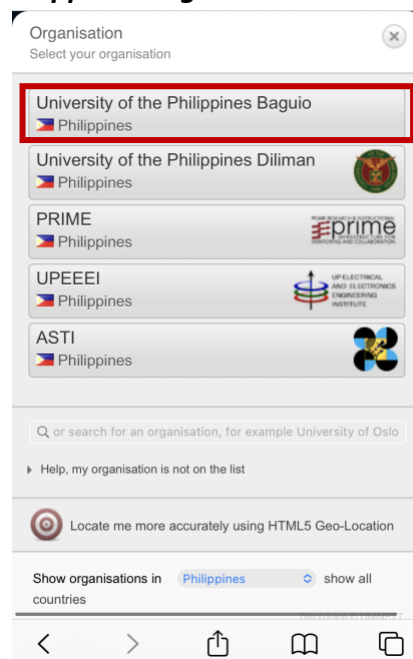 Organisation
Select your organisation
University of the Philippines Baguio
Philippines
University of the Philippines Diliman
Philippines
PRIME
Philippines
prime
UPEEEI
Philippines
UP ELECTRICAL
AND ELECTRONICS
ENGINEERING
INSTITUTE
ASTI
Philippines
or search for an organisation, for example University of Oslo
Help, my organisation is not on the list
Locate me more accurately using HTML5 Geo-Location
Show organisations in Philippines show all
countries